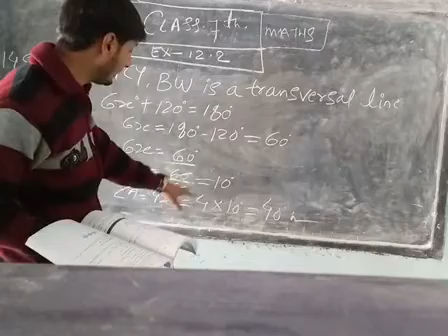 CLASS. 7th. MATHS
EX-12.2
CY, BW is a transversal line
6x° + 120° = 180°
6x = 180° - 120° = 60°
6x = 60°
= 10°
= 4 × 10 = 40°